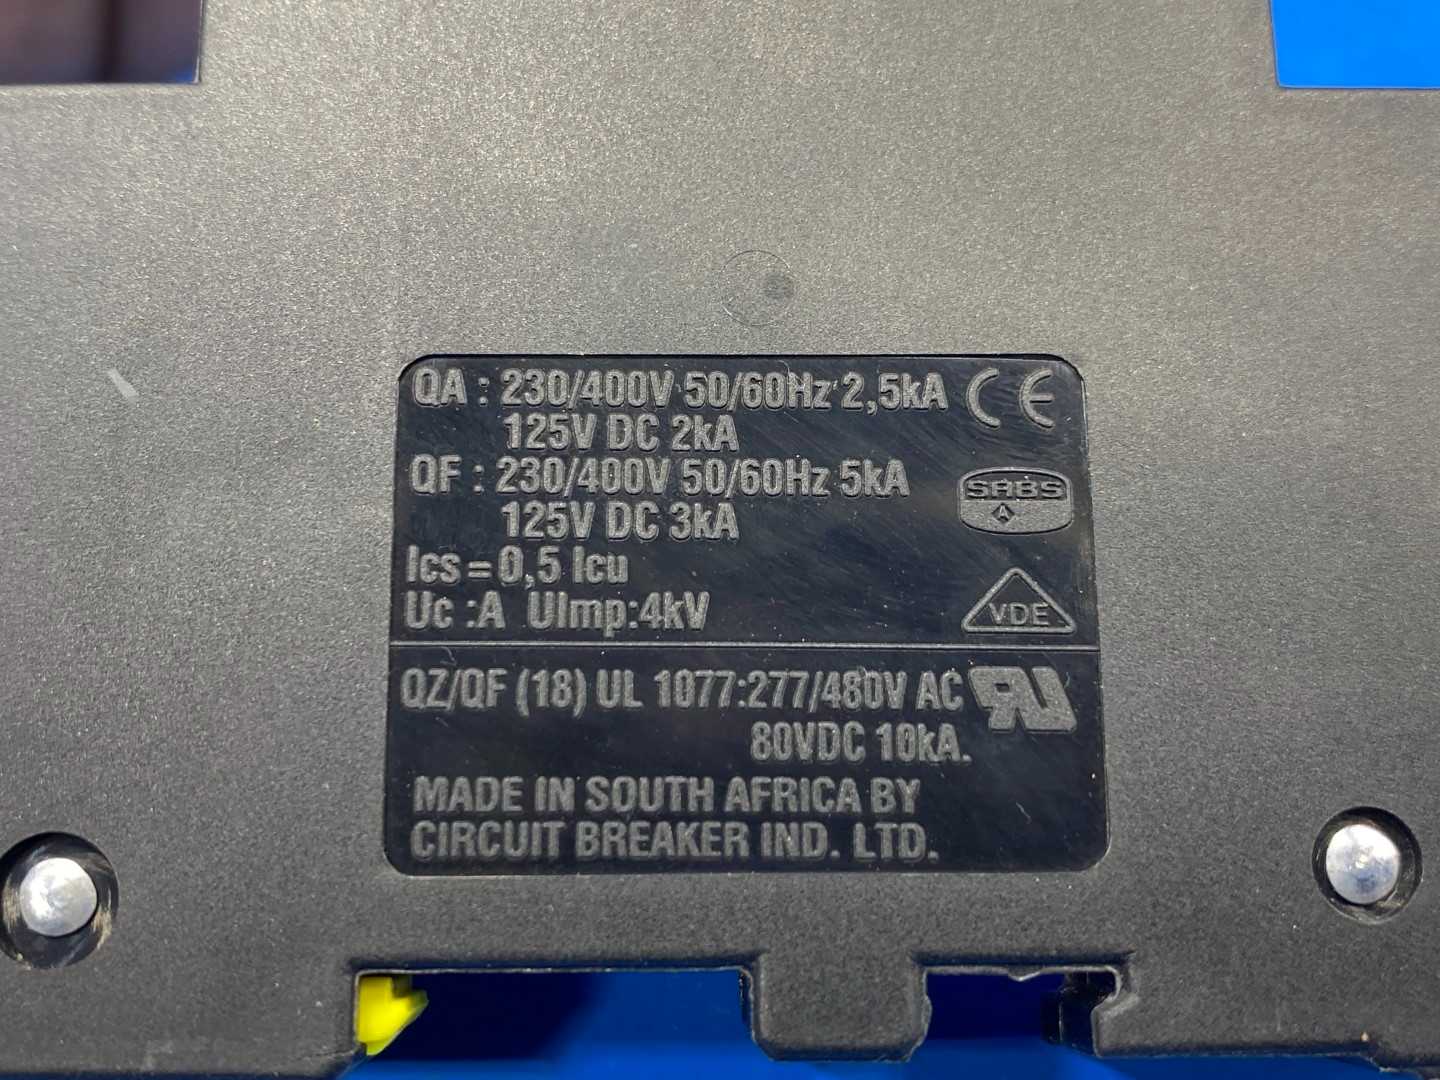 QA : 230/400V 50/60Hz 2,5kA CE
125V DC 2kA
QF : 230/400V 50/60Hz 5kA
125V DC 3kA
SABS
A
Ics = 0,5 Icu
Uc :A UImp:4kV
VDE
QZ/QF (18) UL 1077:277/480V AC RU
80VDC 10kA.
MADE IN SOUTH AFRICA BY
CIRCUIT BREAKER IND. LTD.